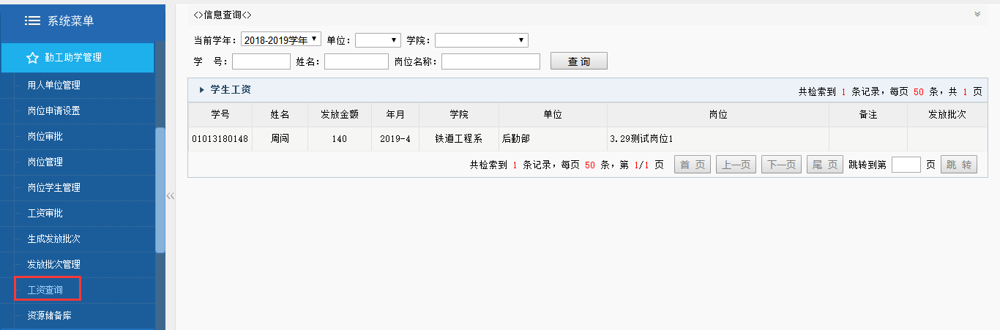 系统菜单
勤工助学管理
用人单位管理
岗位申请设置
岗位审批
岗位管理
岗位学生管理
工资审批
生成发放批次
发放批次管理
工资查询
资源储备库
<>信息查询<>
当前学年： 2018-2019学年 单位： 学院：
学 号： 姓名： 岗位名称： 查 询
学生工资 共检索到 1 条记录，每页 50 条，共 1 页
学号 姓名 发放金额 年月 学院 单位 岗位 备注 发放批次
01013180148 周闯 140 2019-4 铁道工程系 后勤部 3.29测试岗位1
共检索到 1 条记录，每页 50 条，第 1/1 页 首 页 上一页 下一页 尾 页 跳转到第 页 跳 转